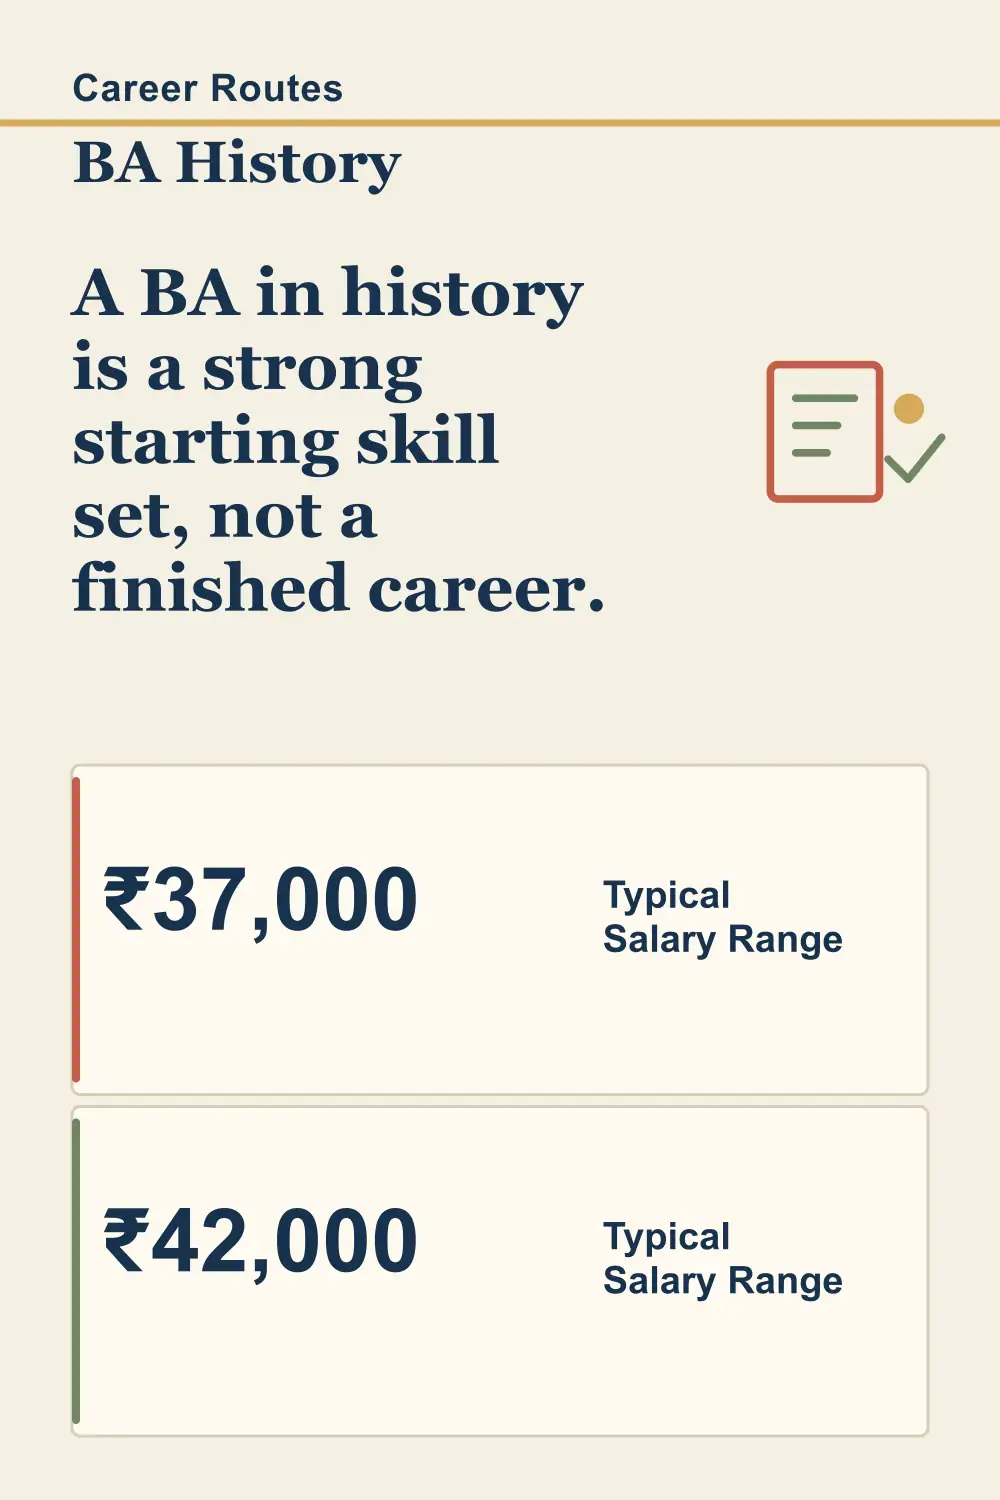 Career Routes
BA History
A BA in history
is a strong
starting skill
set, not a
finished career.
₹37,000
Typical
Salary Range
₹42,000
Typical
Salary Range